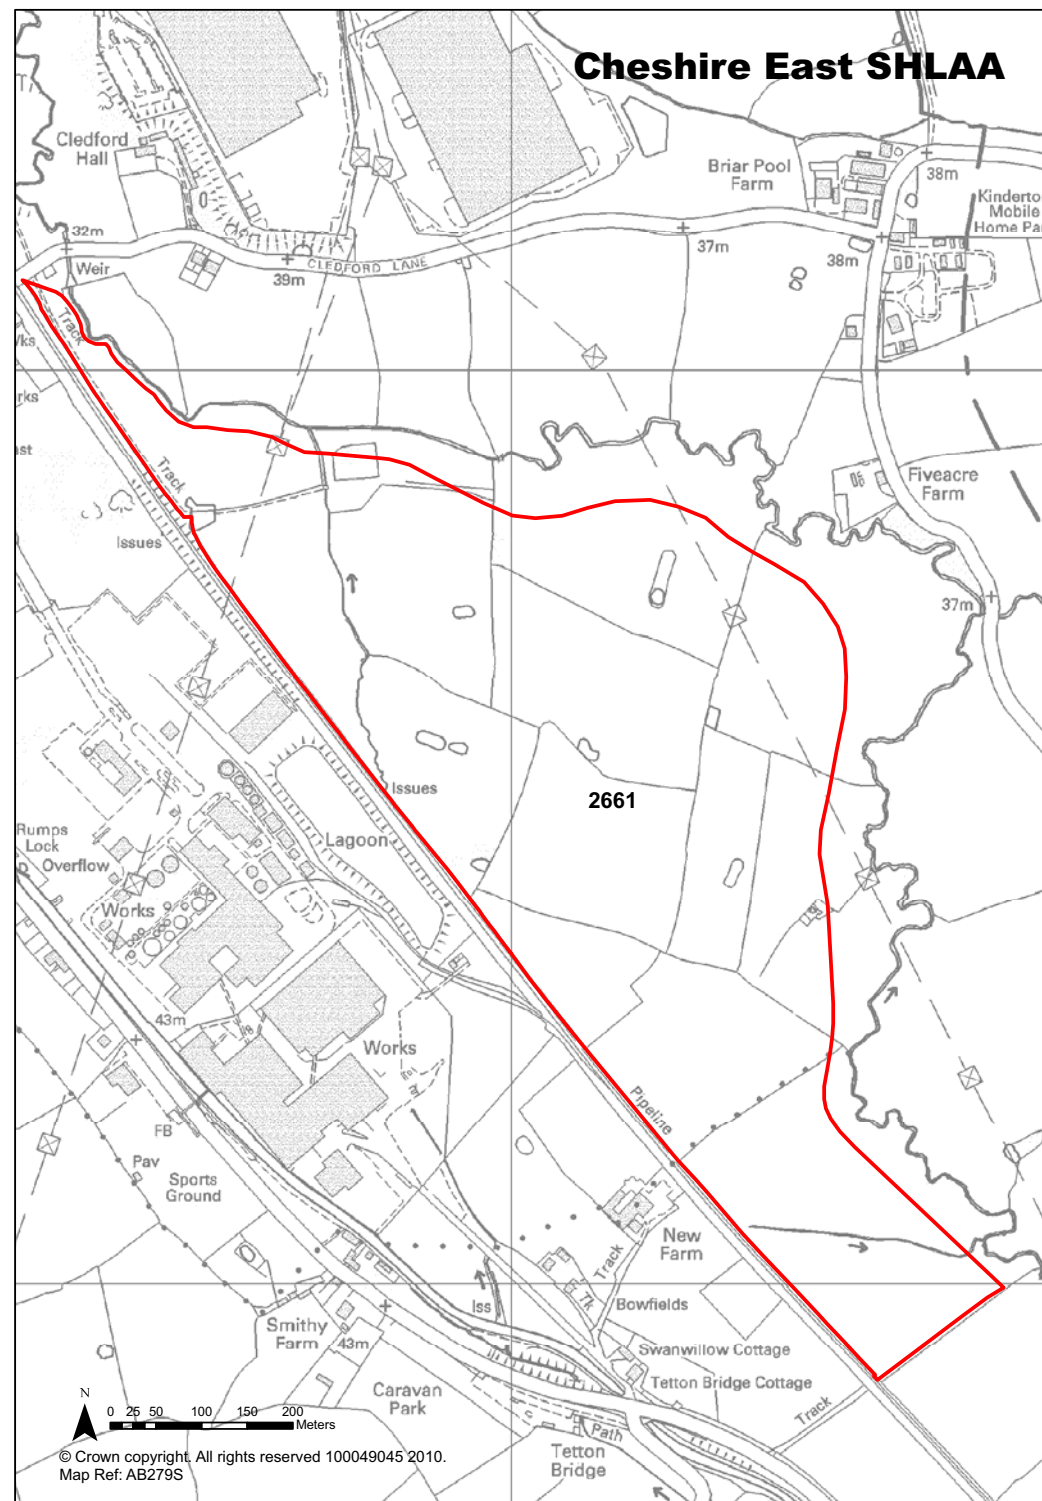 Cheshire East SHLAA
Cledford
Hall
Briar Pool
Farm
38m
Kinderto
Mobile
Home Pa
32m
Weir
39m
CLEDFORD LANE
37m
38m
Track
Track
Fiveacre
Farm
Issues
37m
2661
Issues
Lagoon
Rumps
Lock
Overflow
Works
43m
Works
Pipeline
FB
Pav
Sports
Ground
New
Farm
Track
Tk
Bowfields
Iss
Smithy
Farm
43m
Swanwillow Cottage
Tetton Bridge Cottage
Caravan
Park
Track
Path
Tetton
Bridge
N
0 25 50 100 150 200
Meters
© Crown copyright. All rights reserved 100049045 2010.
Map Ref: AB279S